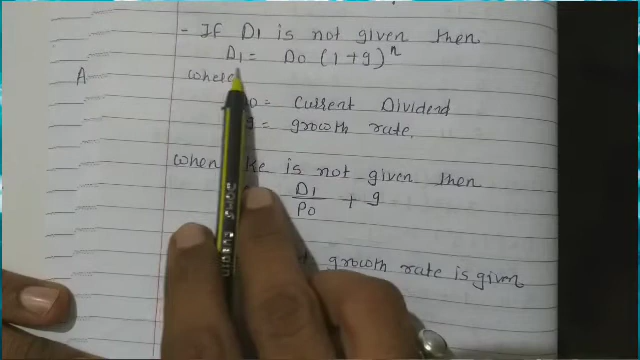 - If D1 is not given then
D1 = D0 (1+g)^n
A
where
= Current Dividend
g = growth rate.
when ke is not given then
D1/P0 + g
growth rate is given